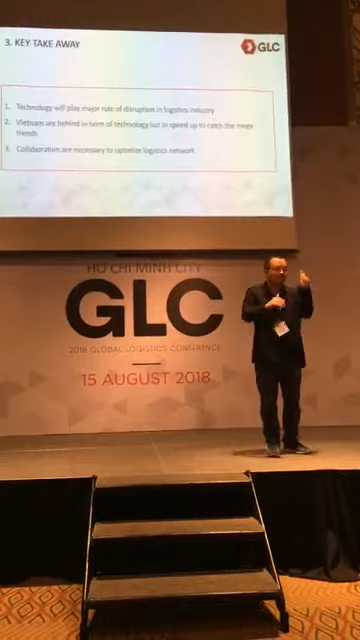 3. KEY TAKE AWAY
GLC
1. Technology will play major role of disruption in logistics industry
2. Vietnam are behind in-term of technology but in speed up to catch the mega
trends
3. Collaboration are necessary to optimize logistics network
HO CHI MINH CITY
GLC
2018 GLOBAL LOGISTICS CONFERENCE
15 AUGUST 2018